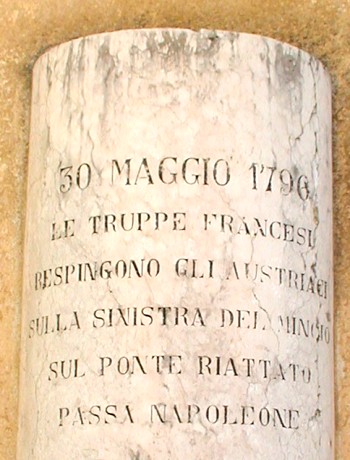 30 MAGGIO 1796
LE TRUPPE FRANCESI
RESPINGONO GLI AUSTRIACI
SULLA SINISTRA DEL MINCIO
SUL PONTE RIATTATO
PASSA NAPOLEONE